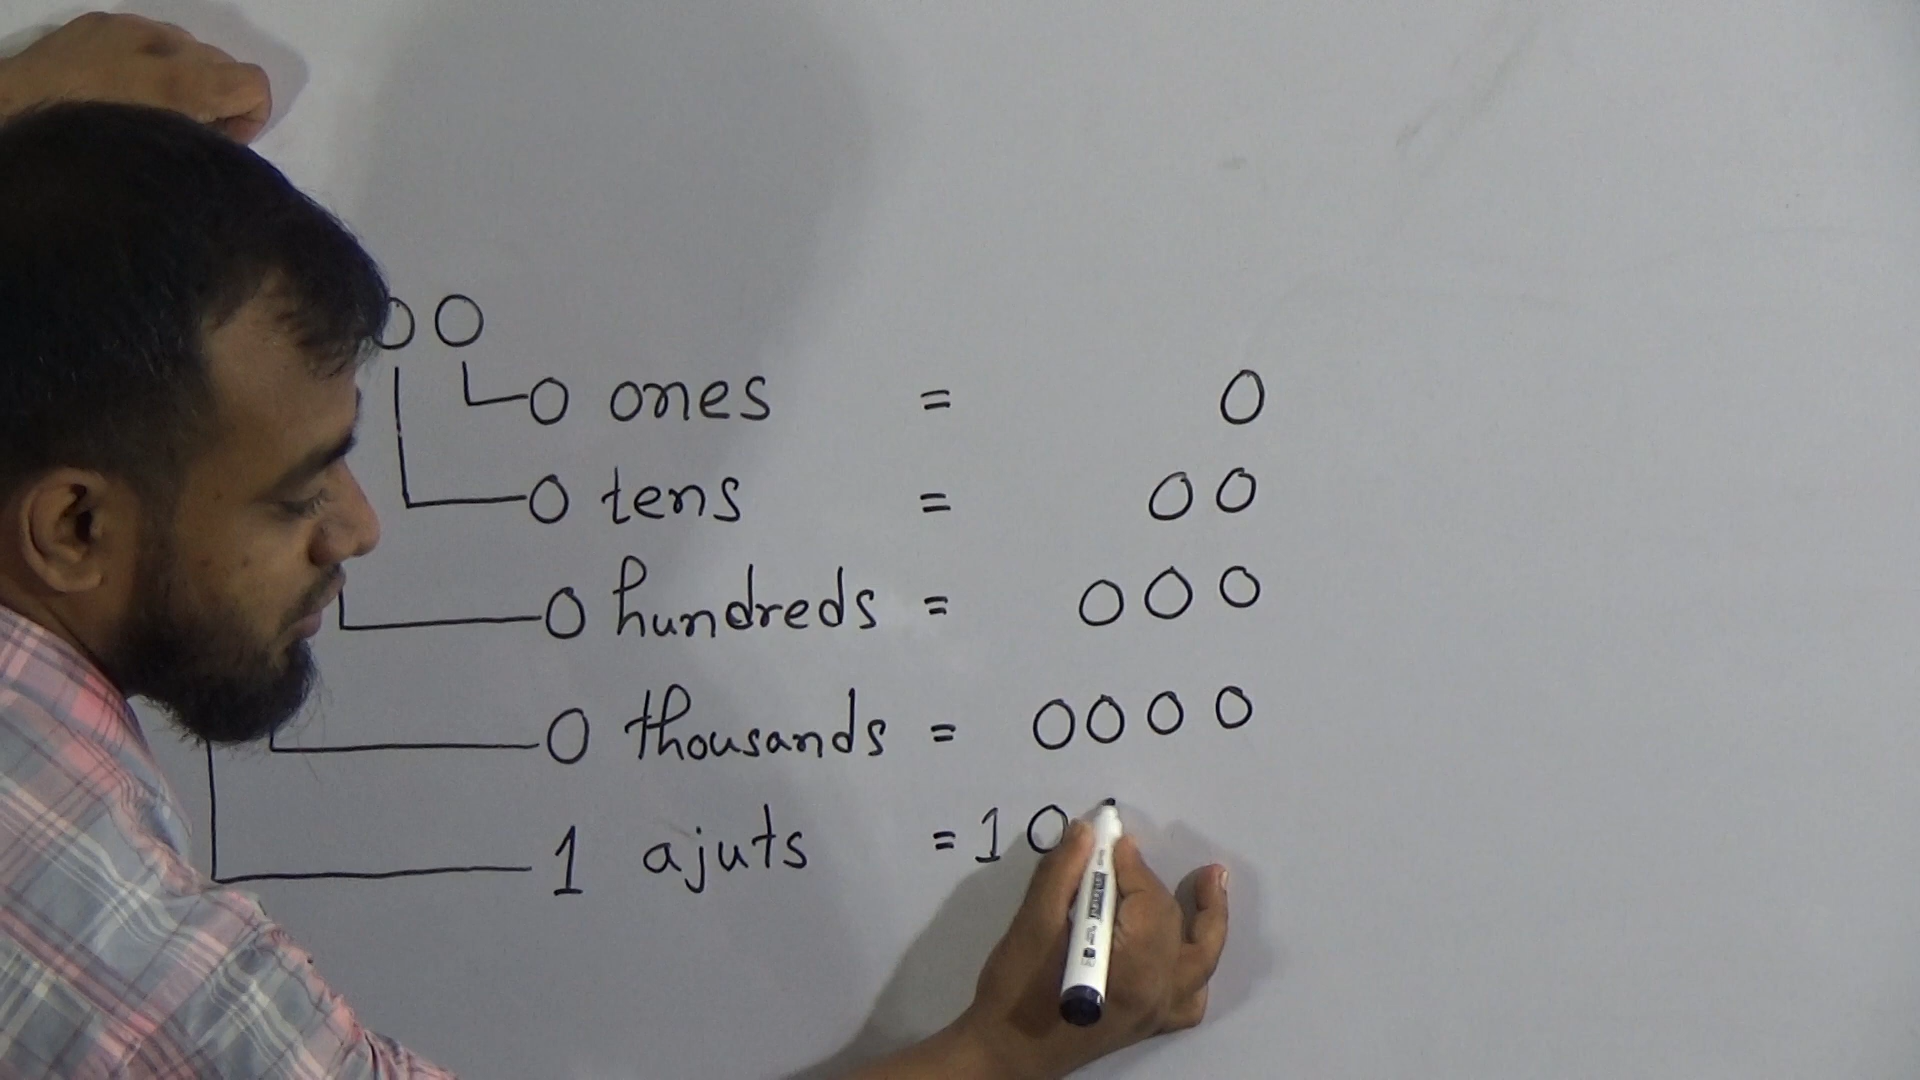 00
0 ones = 0
0 tens = 00
0 hundreds = 000
0 thousands = 0000
1 ajuts = 10